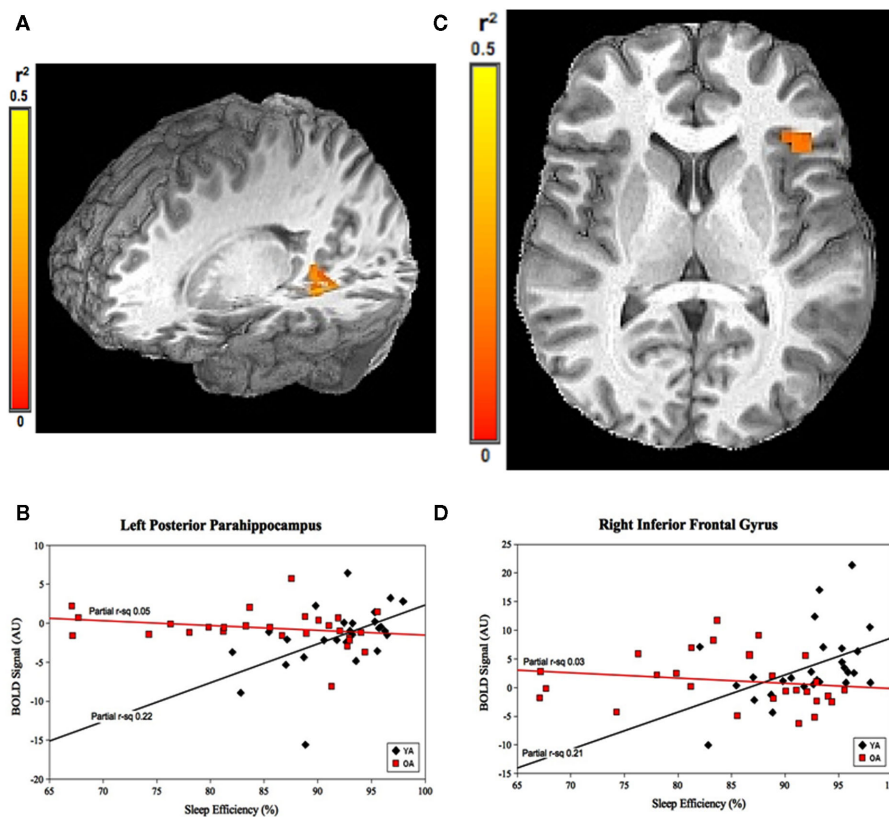 A
r²
0.5
0
C
r²
0.5
0
B
Left Posterior Parahippocampus
BOLD Signal (AU)
10
5
0
-5
-10
-15
-20
Partial r-sq 0.05
Partial r-sq 0.22
YA
OA
65 70 75 80 85 90 95 100
Sleep Efficiency (%)
D
Right Inferior Frontal Gyrus
BOLD Signal (AU)
25
20
15
10
5
0
-5
-10
-15
Partial r-sq 0.03
Partial r-sq 0.21
YA
OA
65 70 75 80 85 90 95
Sleep Efficiency (%)